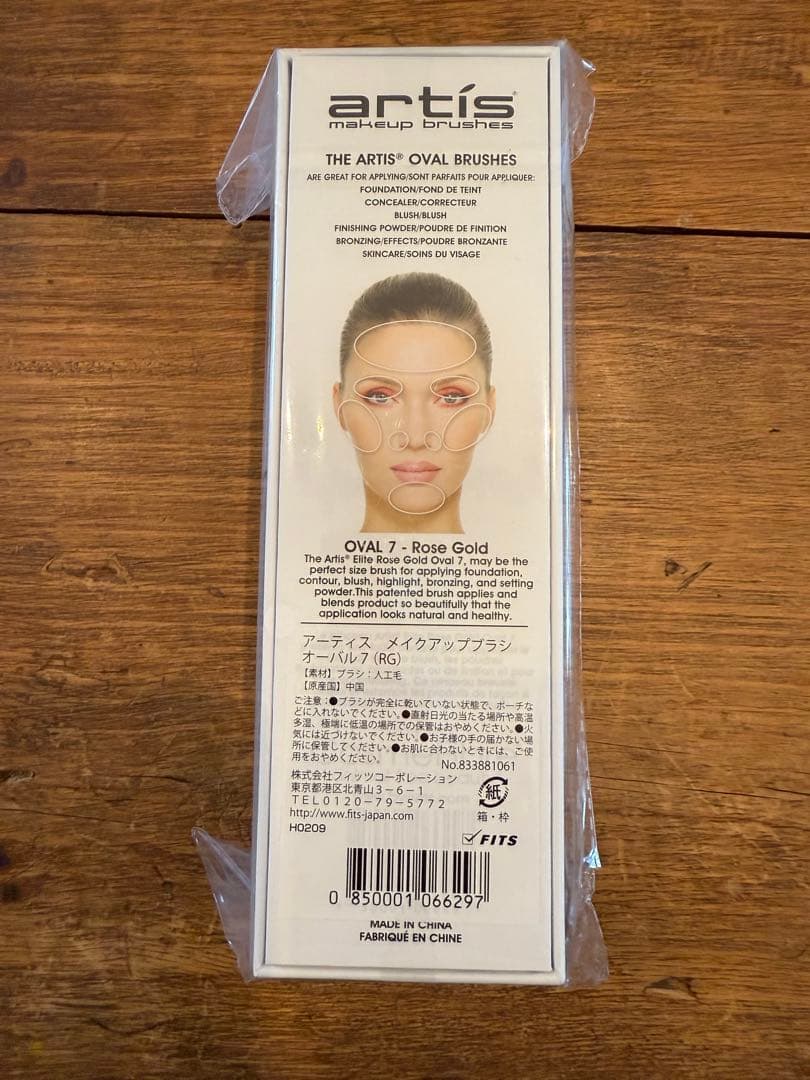 artís®
makeup brushes
THE ARTIS® OVAL BRUSHES
ARE GREAT FOR APPLYING/SONT PARFAITS POUR APPLIQUER:
FOUNDATION/FOND DE TEINT
CONCEALER/CORRECTEUR
BLUSH/BLUSH
FINISHING POWDER/POUDRE DE FINITION
BRONZING/EFFECTS/POUDRE BRONZANTE
SKINCARE/SOINS DU VISAGE
OVAL 7 - Rose Gold
The Artis® Elite Rose Gold Oval 7, may be the
perfect size brush for applying foundation,
contour, blush, highlight, bronzing, and setting
powder.This patented brush applies and
blends product so beautifully that the
application looks natural and healthy.
アーティス　メイクアップブラシ
オーバル7（RG）
【素材】ブラシ：人工毛
【原産国】中国
ご注意：●ブラシが完全に乾いていない状態で、ポーチな
どに入れないでください。●直射日光の当たる場所や高温
多湿、極端に低温の場所での保管はおやめください。●火
気には近づけないでください。●お子様の手の届かない場
所に保管してください。●お肌に合わないときには、ご使
用をおやめください。
No.833881061
株式会社フィッツコーポレーション
東京都港区北青山3－6－1
TEL0120－79－5772
http://www.fits-japan.com
H0209
紙
箱・枠
FITS
0 850001 066297
MADE IN CHINA
FABRIQUÉ EN CHINE